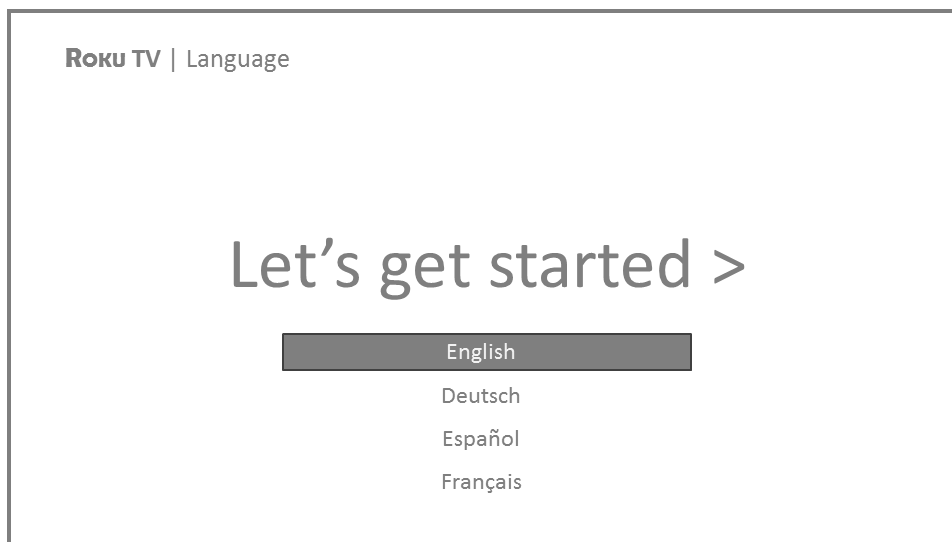 Roku TV | Language
Let’s get started >
English
Deutsch
Español
Français